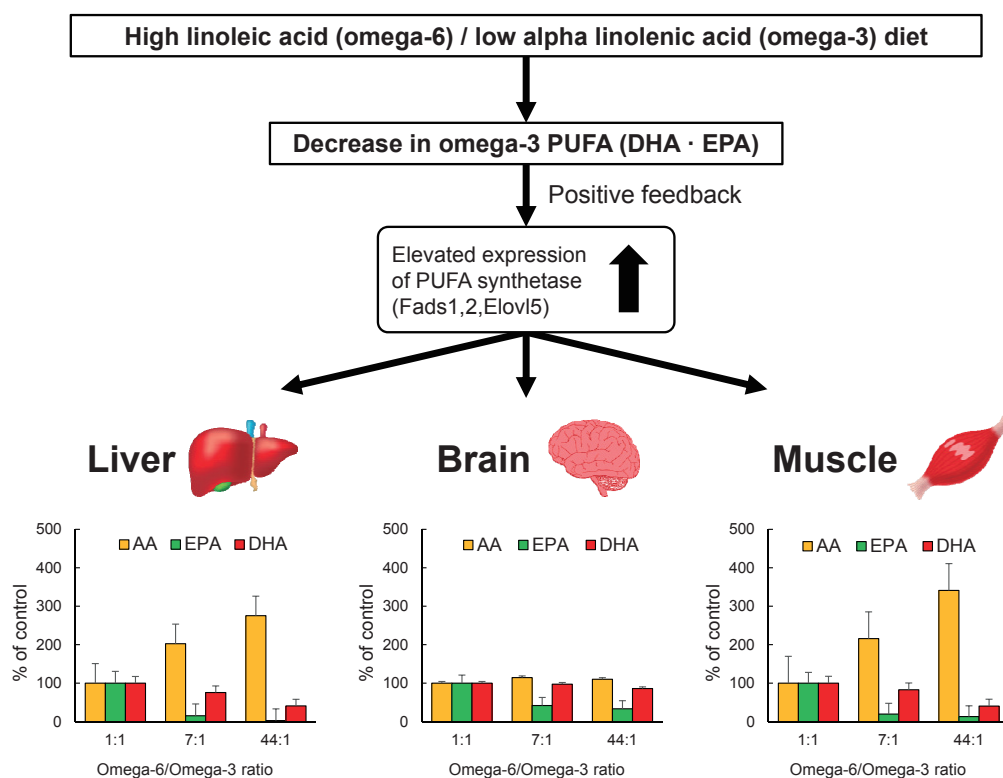 High linoleic acid (omega-6) / low alpha linolenic acid (omega-3) diet
Decrease in omega-3 PUFA (DHA · EPA)
Positive feedback
Elevated expression
of PUFA synthetase
(Fads1,2,Elovl5)
Liver
% of control
500
400
300
200
100
0
AA EPA DHA
1:1 7:1 44:1
Omega-6/Omega-3 ratio
Brain
% of control
500
400
300
200
100
0
AA EPA DHA
1:1 7:1 44:1
Omega-6/Omega-3 ratio
Muscle
% of control
500
400
300
200
100
0
AA EPA DHA
1:1 7:1 44:1
Omega-6/Omega-3 ratio